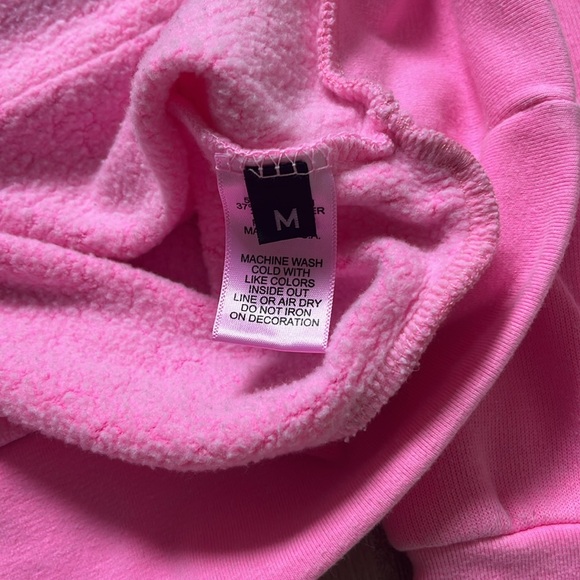 M
MACHINE WASH
COLD WITH
LIKE COLORS
INSIDE OUT
LINE OR AIR DRY
DO NOT IRON
ON DECORATION